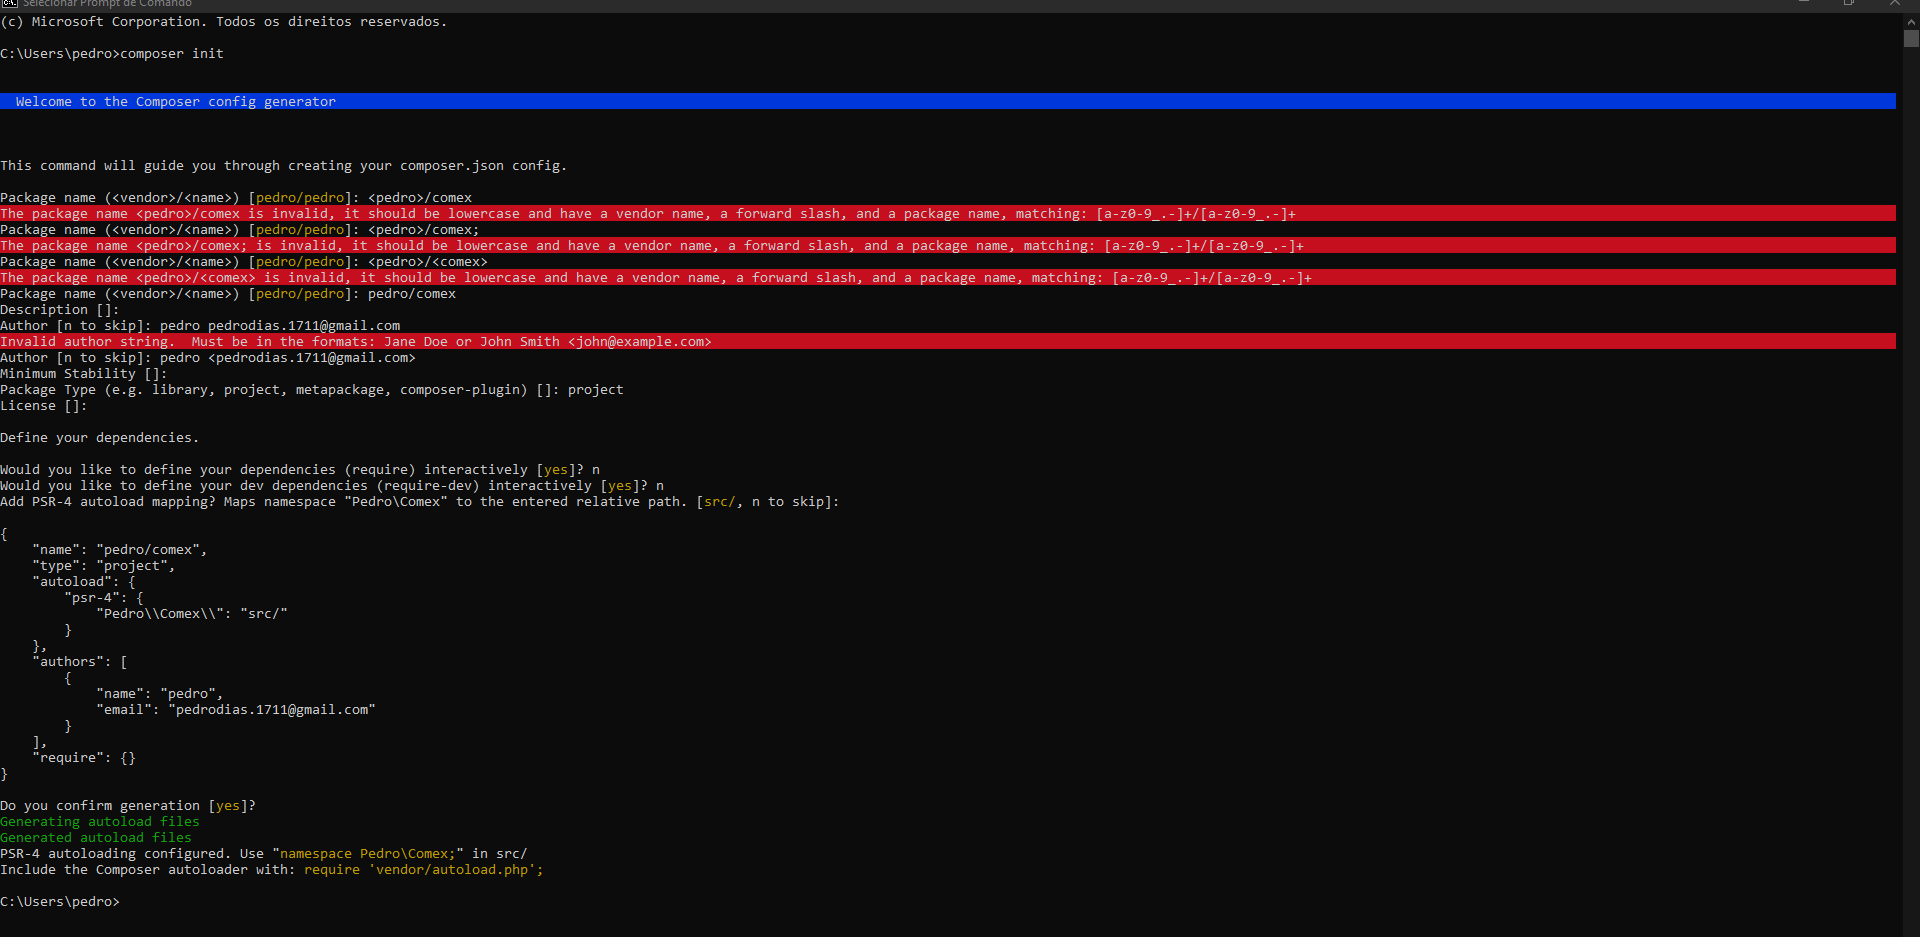 Selecionar Prompt de Comando
(c) Microsoft Corporation. Todos os direitos reservados.
C:\Users\pedro>composer init
Welcome to the Composer config generator
This command will guide you through creating your composer.json config.
Package name (<vendor>/<name>) [pedro/pedro]: <pedro>/comex
The package name <pedro>/comex is invalid, it should be lowercase and have a vendor name, a forward slash, and a package name, matching: [a-z0-9_.-]+/[a-z0-9_.-]+
Package name (<vendor>/<name>) [pedro/pedro]: <pedro>/comex;
The package name <pedro>/comex; is invalid, it should be lowercase and have a vendor name, a forward slash, and a package name, matching: [a-z0-9_.-]+/[a-z0-9_.-]+
Package name (<vendor>/<name>) [pedro/pedro]: <pedro>/<comex>
The package name <pedro>/<comex> is invalid, it should be lowercase and have a vendor name, a forward slash, and a package name, matching: [a-z0-9_.-]+/[a-z0-9_.-]+
Package name (<vendor>/<name>) [pedro/pedro]: pedro/comex
Description []:
Author [n to skip]: pedro pedrodias.1711@gmail.com
Invalid author string.  Must be in the formats: Jane Doe or John Smith <john@example.com>
Author [n to skip]: pedro <pedrodias.1711@gmail.com>
Minimum Stability []:
Package Type (e.g. library, project, metapackage, composer-plugin) []: project
License []:
Define your dependencies.
Would you like to define your dependencies (require) interactively [yes]? n
Would you like to define your dev dependencies (require-dev) interactively [yes]? n
Add PSR-4 autoload mapping? Maps namespace "Pedro\Comex" to the entered relative path. [src/, n to skip]:
{
    "name": "pedro/comex",
    "type": "project",
    "autoload": {
        "psr-4": {
            "Pedro\\Comex\\": "src/"
        }
    },
    "authors": [
        {
            "name": "pedro",
            "email": "pedrodias.1711@gmail.com"
        }
    ],
    "require": {}
}
Do you confirm generation [yes]?
Generating autoload files
Generated autoload files
PSR-4 autoloading configured. Use "namespace Pedro\Comex;" in src/
Include the Composer autoloader with: require 'vendor/autoload.php';
C:\Users\pedro>